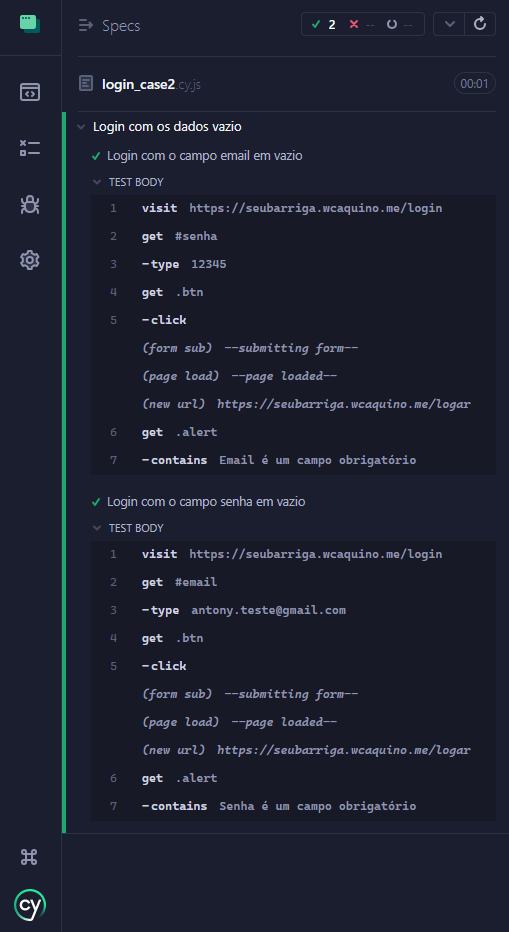 Specs
2 -- --
login_case2.cy.js 00:01
Login com os dados vazio
Login com o campo email em vazio
TEST BODY
1 visit https://seubarriga.wcaquino.me/login
2 get #senha
3 -type 12345
4 get .btn
5 -click
(form sub) --submitting form--
(page load) --page loaded--
(new url) https://seubarriga.wcaquino.me/logar
6 get .alert
7 -contains Email é um campo obrigatório
Login com o campo senha em vazio
TEST BODY
1 visit https://seubarriga.wcaquino.me/login
2 get #email
3 -type antony.teste@gmail.com
4 get .btn
5 -click
(form sub) --submitting form--
(page load) --page loaded--
(new url) https://seubarriga.wcaquino.me/logar
6 get .alert
7 -contains Senha é um campo obrigatório
cy